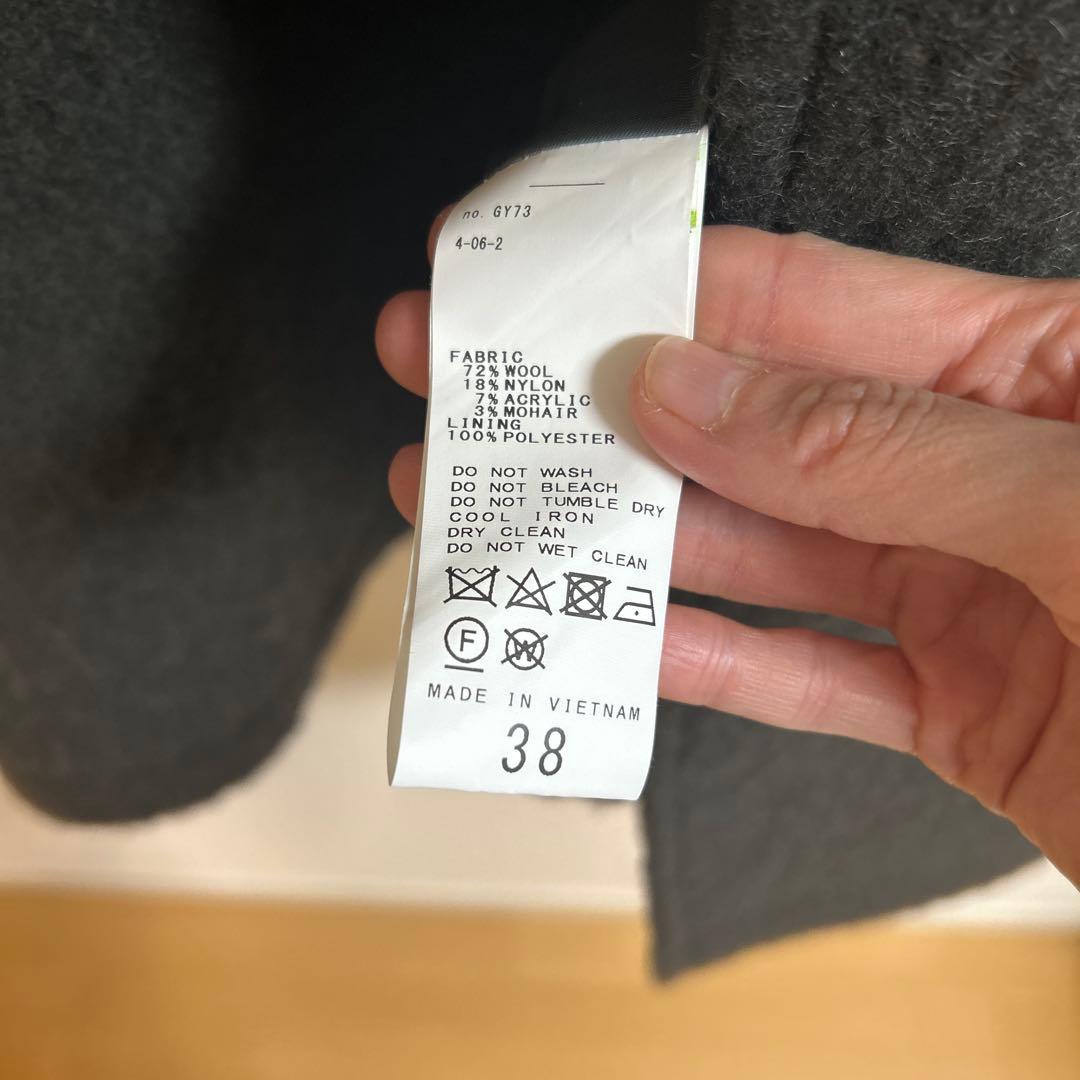 no. GY73
4-06-2
FABRIC
72% WOOL
18% NYLON
7% ACRYLIC
3% MOHAIR
LINING
100% POLYESTER
DO NOT WASH
DO NOT BLEACH
DO NOT TUMBLE DRY
COOL IRON
DRY CLEAN
DO NOT WET CLEAN
F W
MADE IN VIETNAM
38